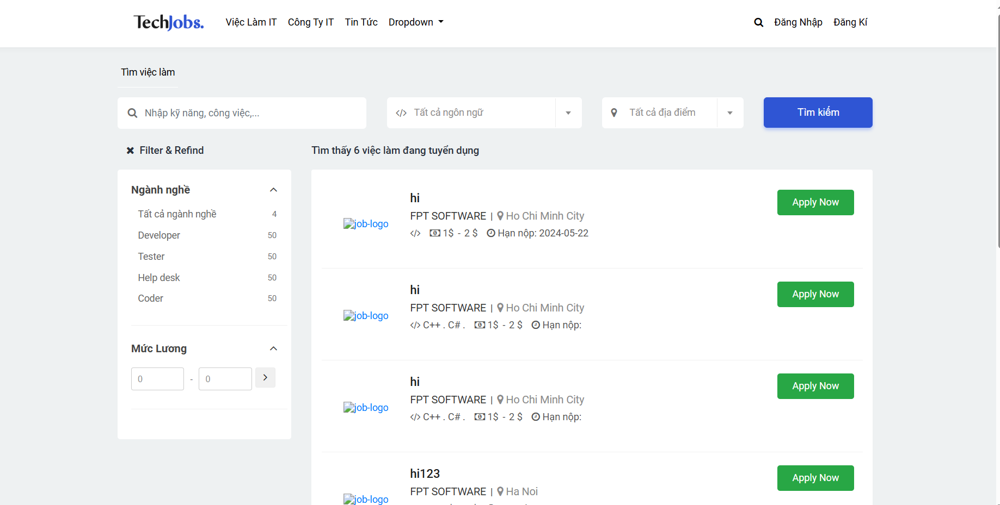 TechJobs. Việc Làm IT Công Ty IT Tin Tức Dropdown Đăng Nhập Đăng Kí
Tìm việc làm
Nhập kỹ năng, công việc,... Tất cả ngôn ngữ Tất cả địa điểm Tìm kiếm
Filter & Refind
Tìm thấy 6 việc làm đang tuyển dụng
Ngành nghề
Tất cả ngành nghề 4
Developer 50
Tester 50
Help desk 50
Coder 50
Mức Lương
0 - 0
hi
Apply Now
job-logo
FPT SOFTWARE | Ho Chi Minh City
</> 1$ - 2 $ Hạn nộp: 2024-05-22
hi
Apply Now
job-logo
FPT SOFTWARE | Ho Chi Minh City
</> C++ . C# . 1$ - 2 $ Hạn nộp:
hi
Apply Now
job-logo
FPT SOFTWARE | Ho Chi Minh City
</> C++ . C# . 1$ - 2 $ Hạn nộp:
hi123
Apply Now
job-logo
FPT SOFTWARE | Ha Noi